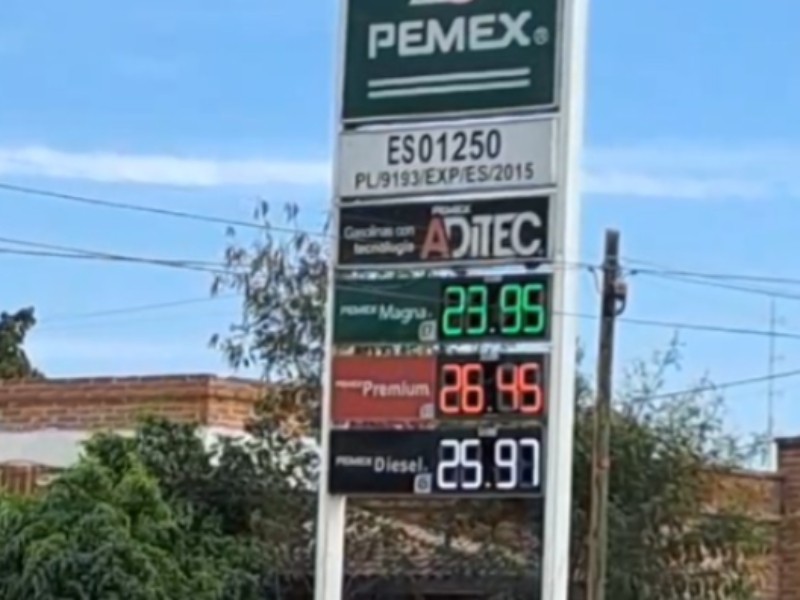 PEMEX®
ES01250
PL/9193/EXP/ES/2015
Gasolinas con
tecnología
PEMEX
ADITEC
PEMEX Magna. 23.95
PEMEX Premium. 26.45
PEMEX Diesel. 25.97